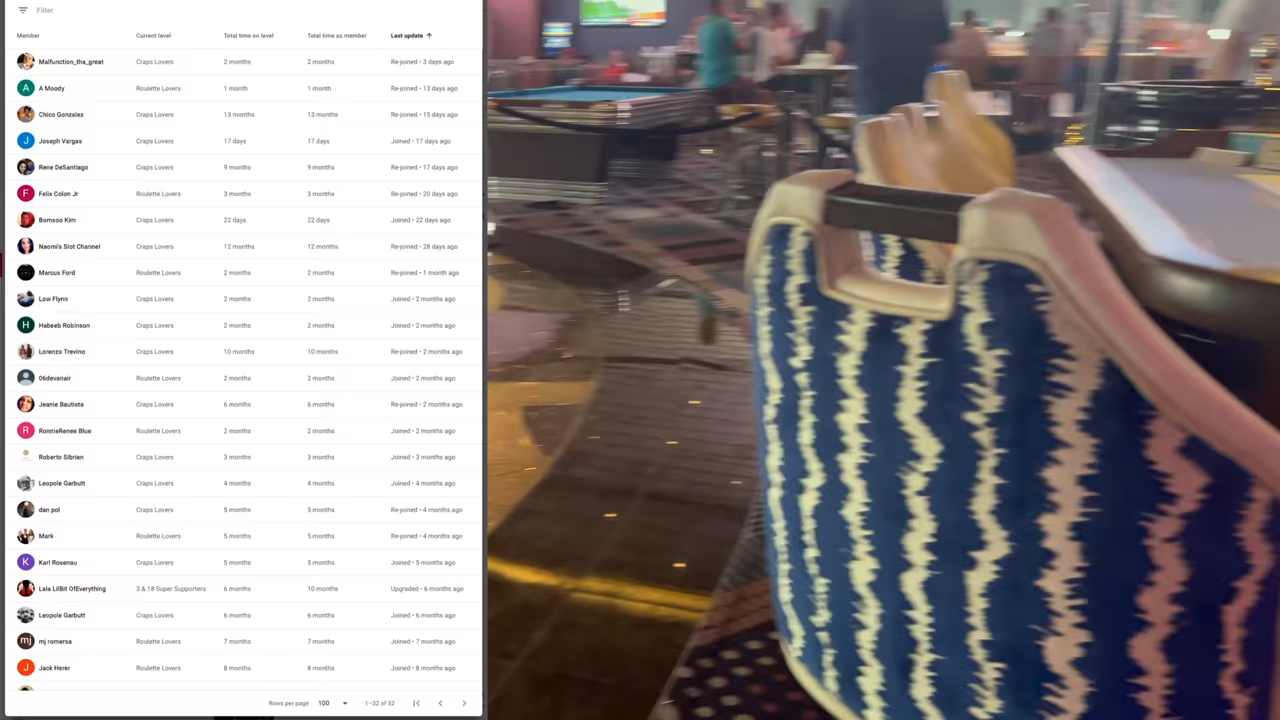 Filter
Member Current level Total time on level Total time as member Last update
Malfunction_tha_great Craps Lovers 2 months 2 months Re-joined • 3 days ago
A A Moody Roulette Lovers 1 month 1 month Re-joined • 13 days ago
Chico Gonzalez Craps Lovers 13 months 13 months Re-joined • 15 days ago
J Joseph Vargas Craps Lovers 17 days 17 days Joined • 17 days ago
Rene DeSantiago Craps Lovers 9 months 9 months Re-joined • 17 days ago
F Felix Colon Jr Roulette Lovers 3 months 3 months Re-joined • 20 days ago
Bomsoo Kim Craps Lovers 22 days 22 days Joined • 22 days ago
Naomi's Slot Channel Craps Lovers 12 months 12 months Re-joined • 28 days ago
Marcus Ford Roulette Lovers 2 months 2 months Re-joined • 1 month ago
Low Flynn Craps Lovers 2 months 2 months Joined • 2 months ago
H Habeeb Robinson Craps Lovers 2 months 2 months Joined • 2 months ago
Lorenzo Trevino Craps Lovers 10 months 10 months Re-joined • 2 months ago
06devanair Roulette Lovers 2 months 2 months Joined • 2 months ago
Jeanie Bautista Craps Lovers 6 months 6 months Re-joined • 2 months ago
R RonnieRenee Blue Roulette Lovers 2 months 2 months Joined • 2 months ago
Roberto Sibrian Craps Lovers 3 months 3 months Joined • 3 months ago
Leopole Garbutt Craps Lovers 4 months 4 months Joined • 4 months ago
dan pol Craps Lovers 5 months 5 months Re-joined • 4 months ago
Mark Roulette Lovers 5 months 5 months Re-joined • 4 months ago
K Karl Rosenau Craps Lovers 5 months 5 months Joined • 5 months ago
Lala LilBit OfEverything 3 & 18 Super Supporters 6 months 10 months Upgraded • 6 months ago
Leopole Garbutt Craps Lovers 6 months 6 months Joined • 6 months ago
mj mj romersa Roulette Lovers 7 months 7 months Joined • 7 months ago
J Jack Herer Roulette Lovers 8 months 8 months Joined • 8 months ago
Rows per page: 100 1–32 of 32